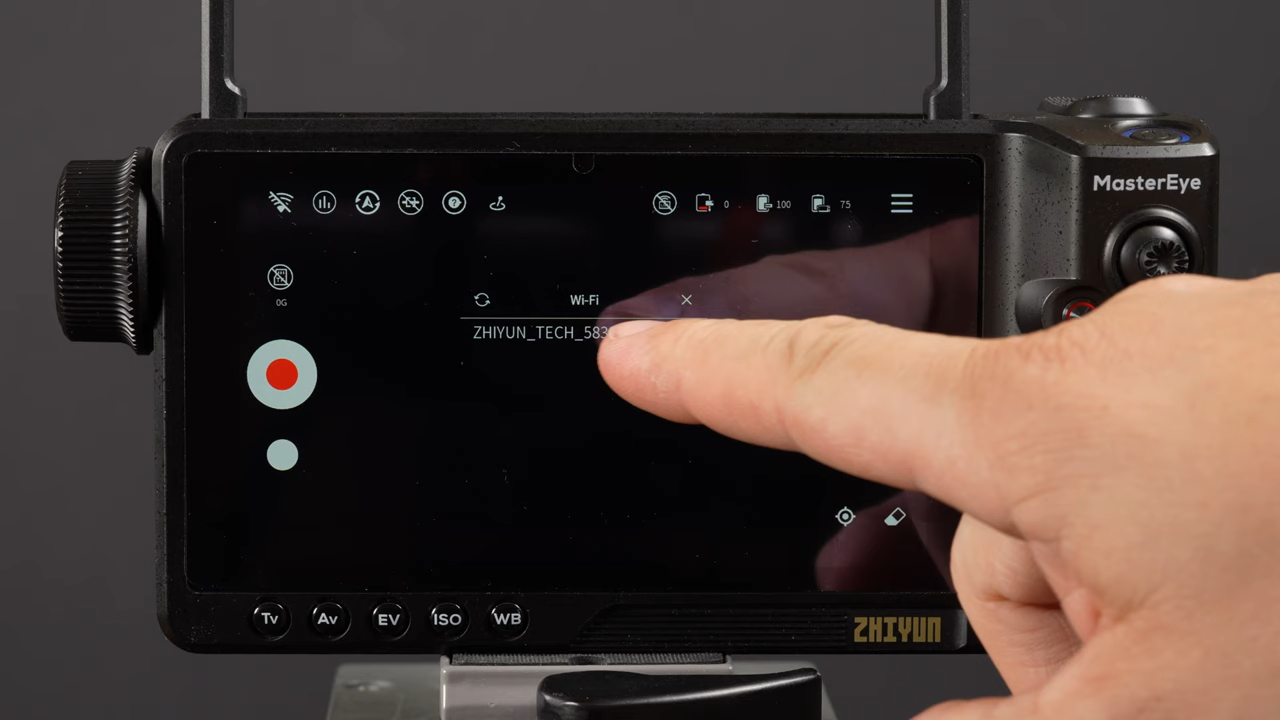 MasterEye
A
?
0
100
75
0G
Wi-Fi
ZHIYUN_TECH_583
Tv
Av
EV
ISO
WB
ZHIYUN